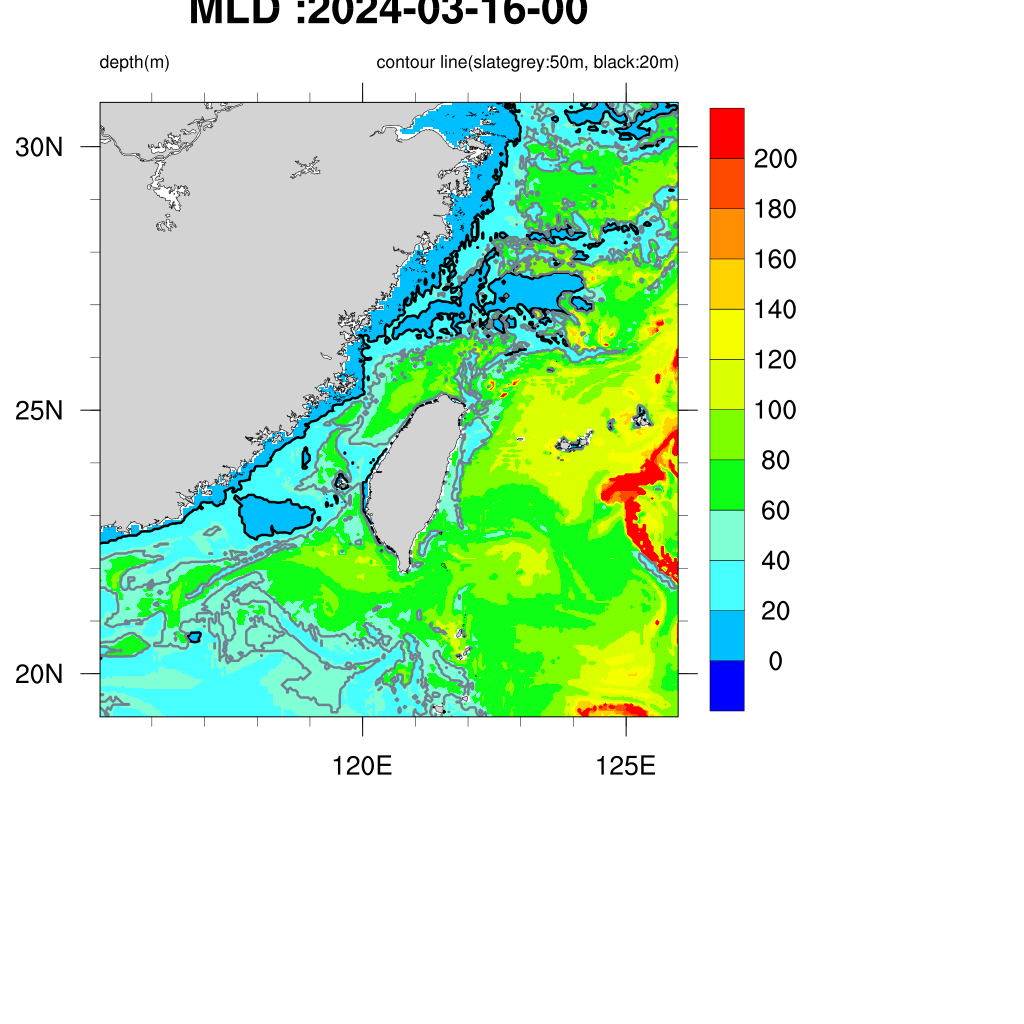 MLD :2024-03-16-00
depth(m)
contour line(slategrey:50m, black:20m)
30N
25N
20N
120E
125E
200
180
160
140
120
100
80
60
40
20
0